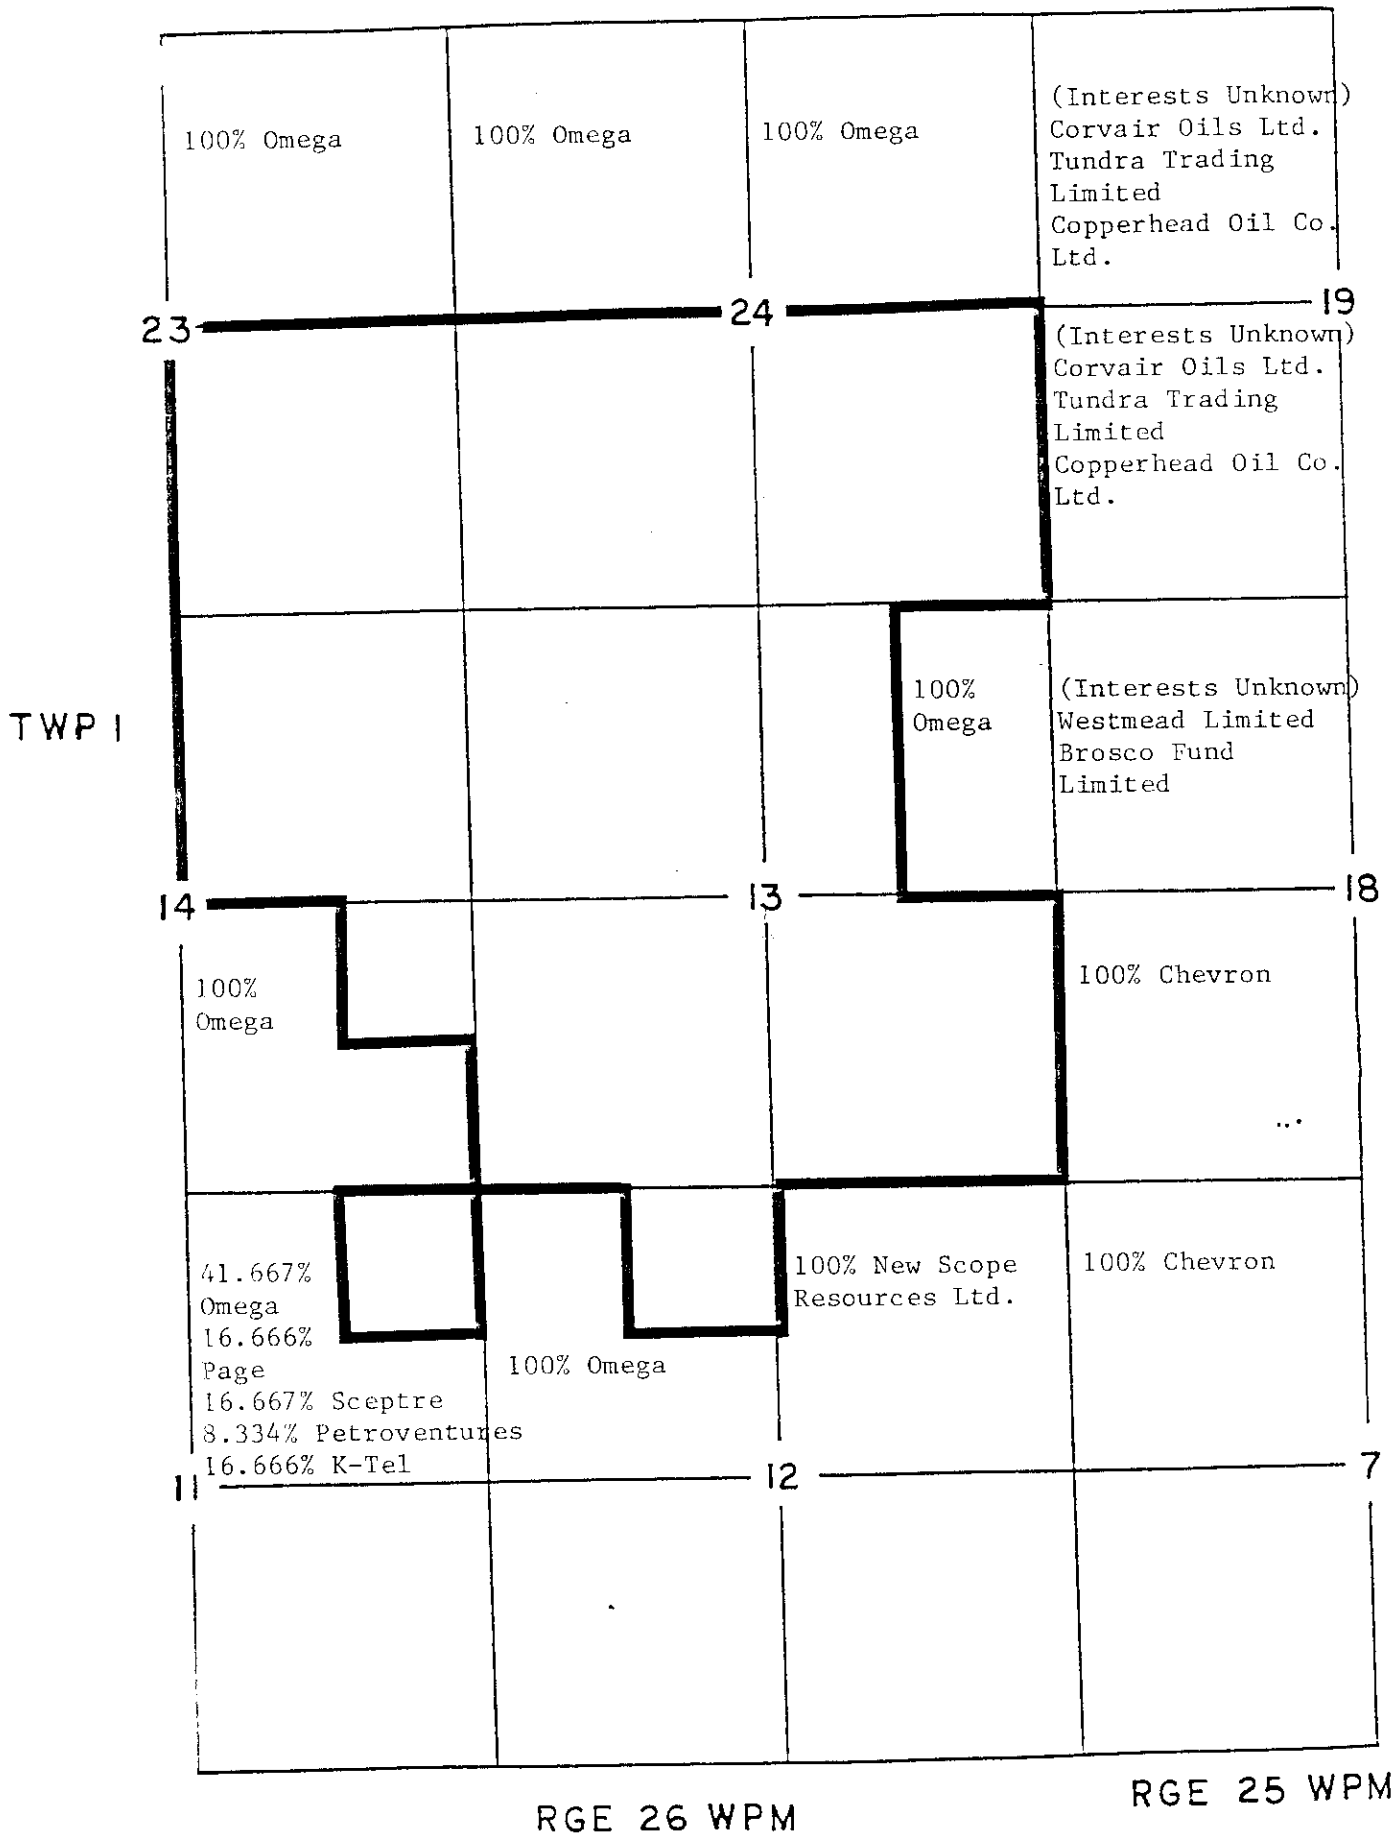 100% Omega
100% Omega
100% Omega
(Interests Unknown)
Corvair Oils Ltd.
Tundra Trading
Limited
Copperhead Oil Co.
Ltd.
23
24
19
(Interests Unknown)
Corvair Oils Ltd.
Tundra Trading
Limited
Copperhead Oil Co.
Ltd.
TWP 1
100%
Omega
(Interests Unknown)
Westmead Limited
Brosco Fund
Limited
14
13
18
100%
Omega
100% Chevron
41.667%
Omega
16.666%
Page
16.667% Sceptre
8.334% Petroventures
16.666% K-Tel
100% Omega
100% New Scope
Resources Ltd.
100% Chevron
11
12
7
RGE 26 WPM
RGE 25 WPM